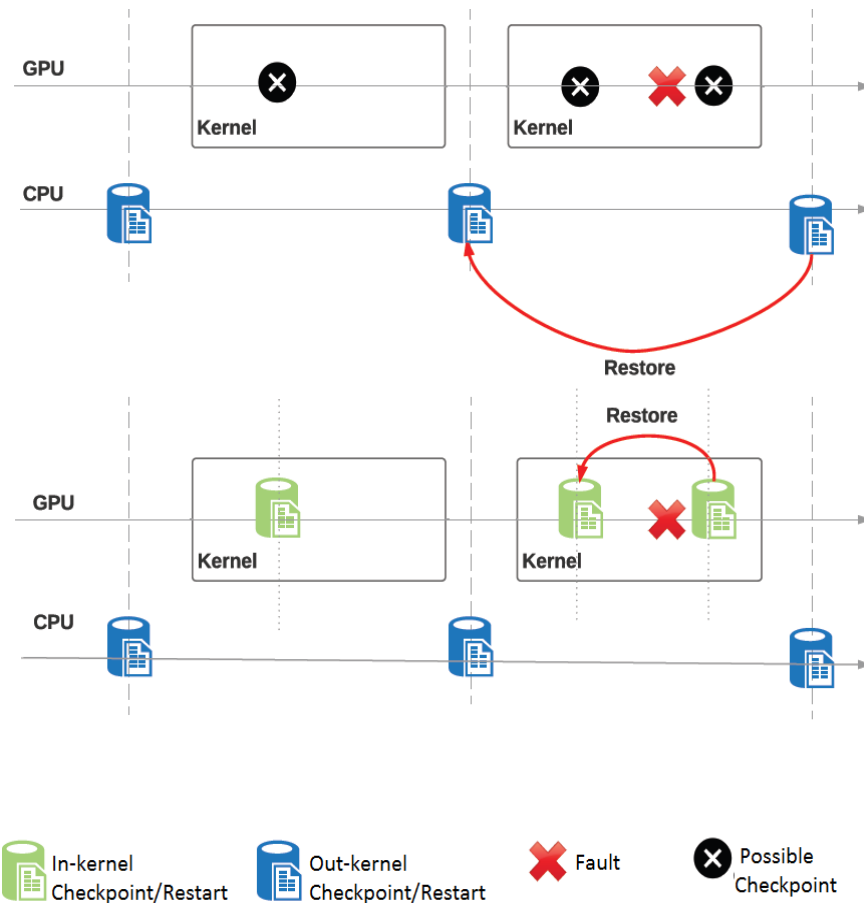 GPU
Kernel
Kernel
CPU
Restore
Restore
GPU
Kernel
Kernel
CPU
In-kernel
Checkpoint/Restart
Out-kernel
Checkpoint/Restart
Fault
Possible
Checkpoint